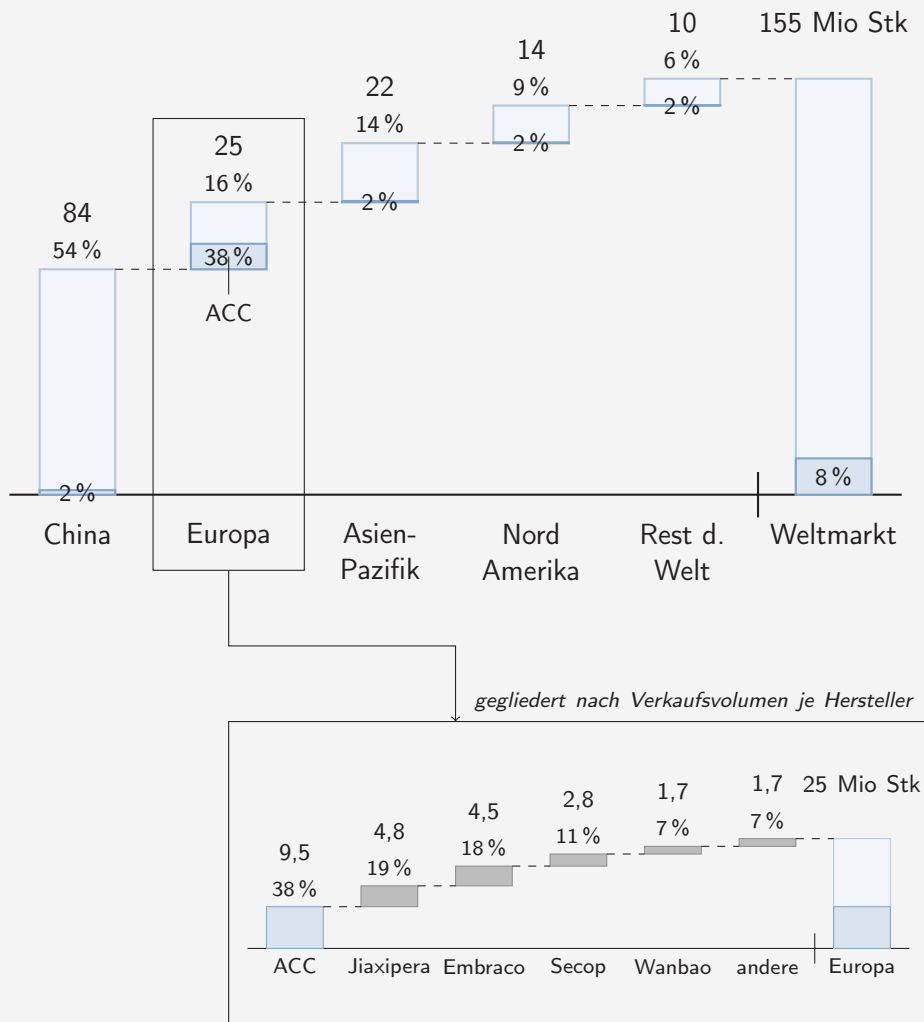 10 155 Mio Stk
14 6 %
22 9 % 2 %
25 14 % 2 %
84 16 % 2 %
54 % 38 %
ACC
2 % 8 %
China Europa Asien- Nord Rest d. Weltmarkt
Pazifik Amerika Welt
gegliedert nach Verkaufsvolumen je Hersteller
9,5 4,8 4,5 2,8 1,7 1,7 25 Mio Stk
38 % 19 % 18 % 11 % 7 % 7 %
ACC Jiaxipera Embraco Secop Wanbao andere Europa